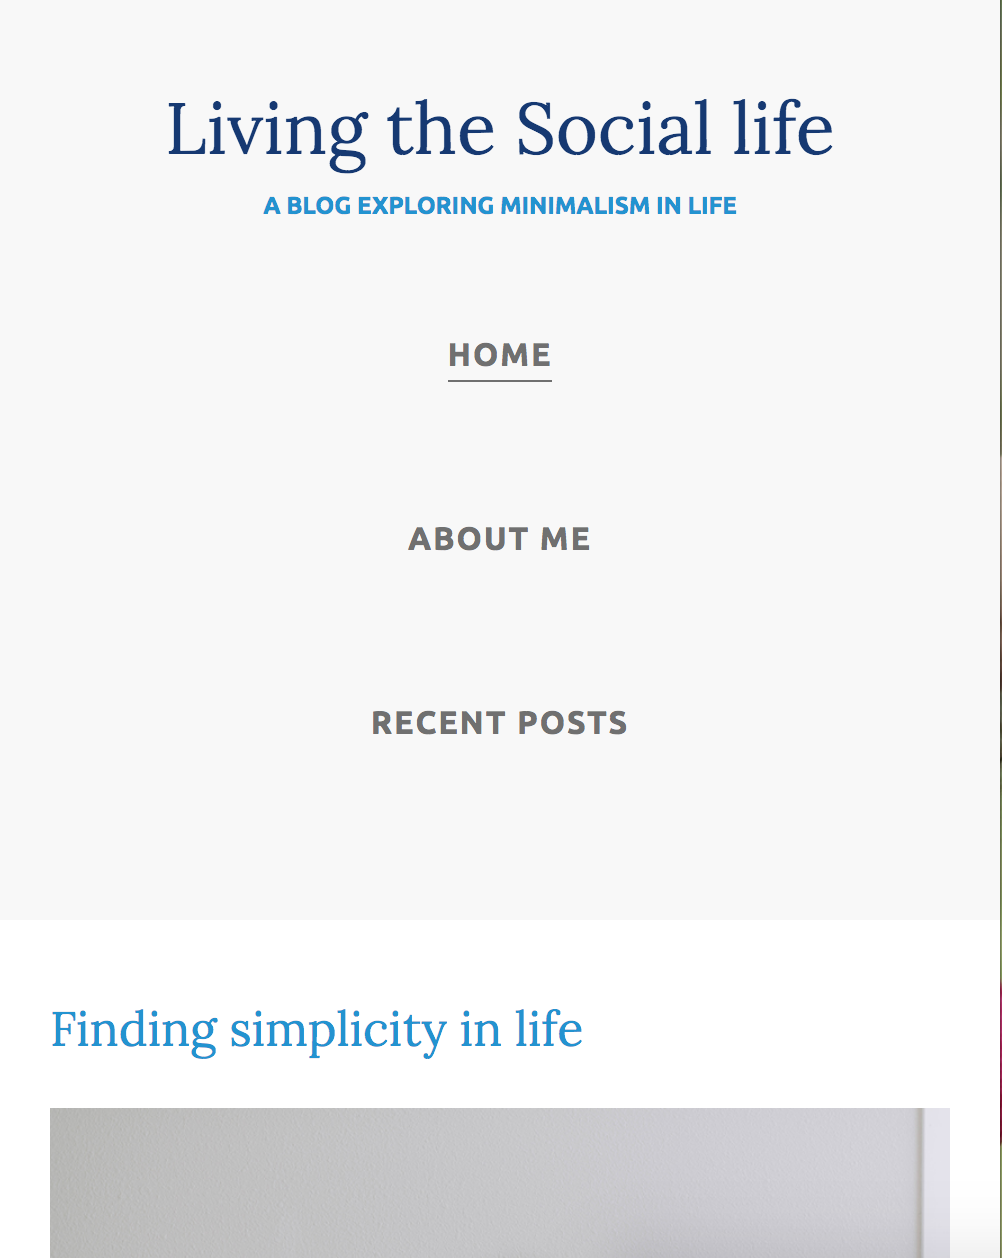 Living the Social life
A BLOG EXPLORING MINIMALISM IN LIFE
HOME
ABOUT ME
RECENT POSTS
Finding simplicity in life